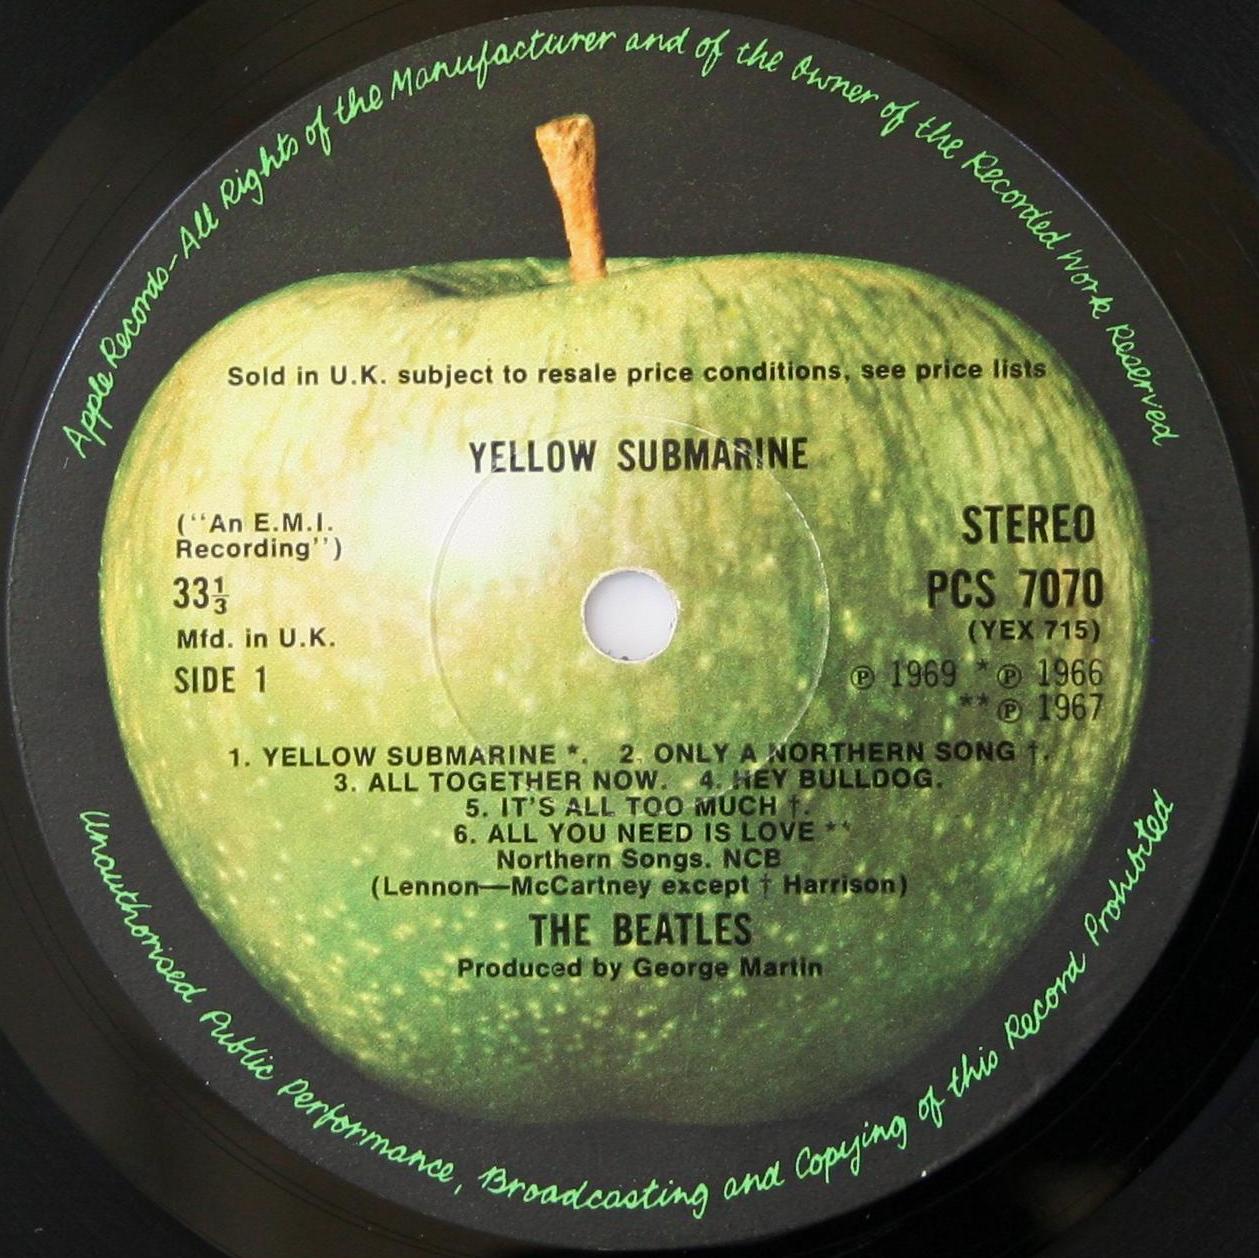 Apple Records-All Rights of the Manufacturer and of the Owner of the Recorded Work Reserved
Sold in U.K. subject to resale price conditions, see price lists
YELLOW SUBMARINE
(“An E.M.I.
Recording”)
33⅓
Mfd. in U.K.
SIDE 1
STEREO
PCS 7070
(YEX 715)
℗ 1969 *℗ 1966
**℗ 1967
1. YELLOW SUBMARINE *. 2. ONLY A NORTHERN SONG †.
3. ALL TOGETHER NOW. 4. HEY BULLDOG.
5. IT'S ALL TOO MUCH †.
6. ALL YOU NEED IS LOVE **
Northern Songs. NCB
(Lennon—McCartney except † Harrison)
THE BEATLES
Produced by George Martin
Unauthorised Public Performance, Broadcasting and Copying of this Record Prohibited